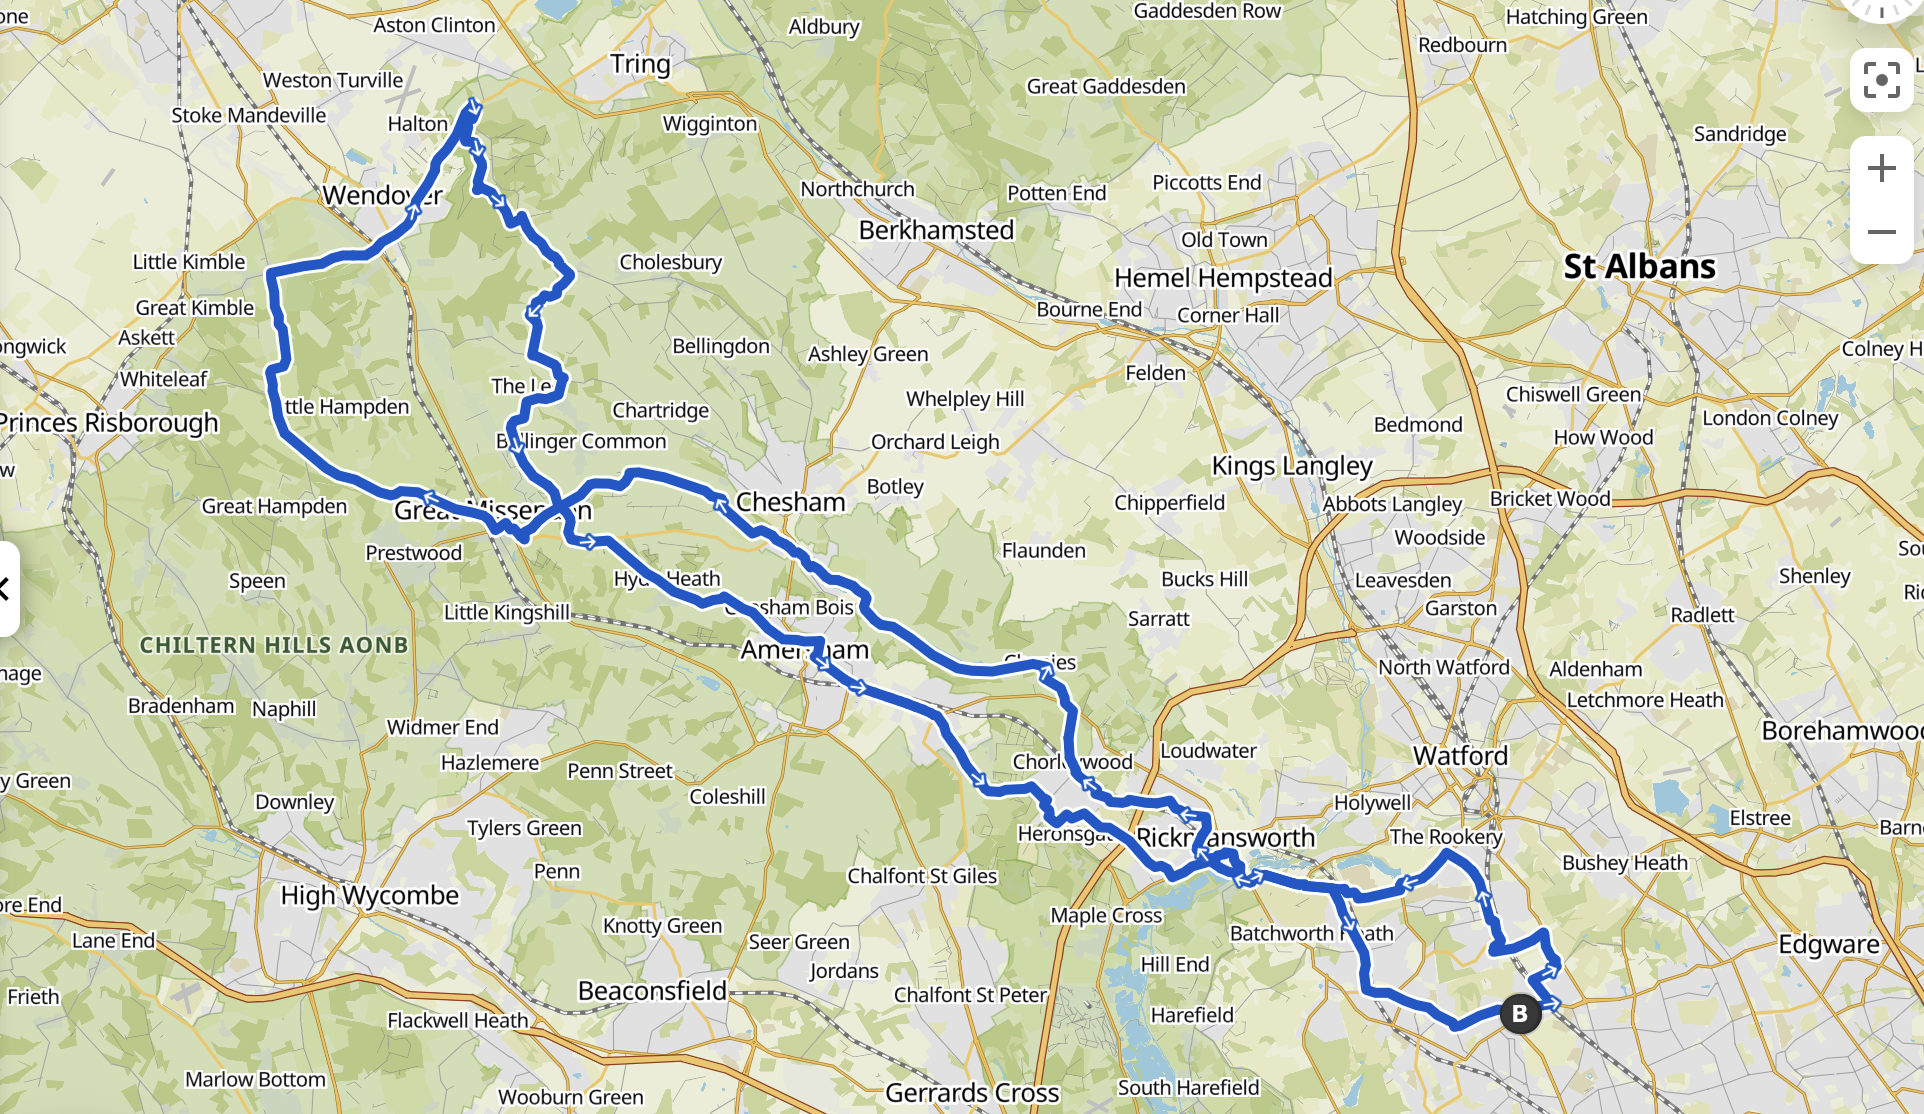 Gaddesden Row
Hatching Green
Aston Clinton
Aldbury
Redbourn
Tring
Weston Turville
Great Gaddesden
Stoke Mandeville
Halton
Wigginton
Sandridge
Wendover
Northchurch
Potten End
Piccotts End
Berkhamsted
Old Town
Little Kimble
Cholesbury
Hemel Hempstead
St Albans
Great Kimble
Bourne End
Corner Hall
Askett
Bellingdon
Ashley Green
Colney H
Whiteleaf
The Le
Felden
Whelpley Hill
Chiswell Green
ttle Hampden
Chartridge
London Colney
Princes Risborough
Bedmond
How Wood
Orchard Leigh
Kings Langley
Botley
Bricket Wood
Great Hampden
Great Missenden
Chesham
Chipperfield
Abbots Langley
Woodside
Prestwood
Flaunden
Speen
Hyde Heath
Bucks Hill
Leavesden
Shenley
Little Kingshill
Chesham Bois
Sarratt
Garston
Radlett
CHILTERN HILLS AONB
Amersham
Chenies
North Watford
Aldenham
Bradenham
Naphill
Letchmore Heath
Widmer End
Borehamwood
Hazlemere
Penn Street
Chorleywood
Loudwater
Watford
y Green
Downley
Coleshill
Holywell
Elstree
Tylers Green
Heronsga
Rickmansworth
The Rookery
Bushey Heath
Penn
Chalfont St Giles
High Wycombe
Maple Cross
Knotty Green
Batchworth Heath
Lane End
Seer Green
Edgware
Jordans
Hill End
Beaconsfield
Frieth
Chalfont St Peter
Flackwell Heath
Harefield
B
Marlow Bottom
South Harefield
Wooburn Green
Gerrards Cross